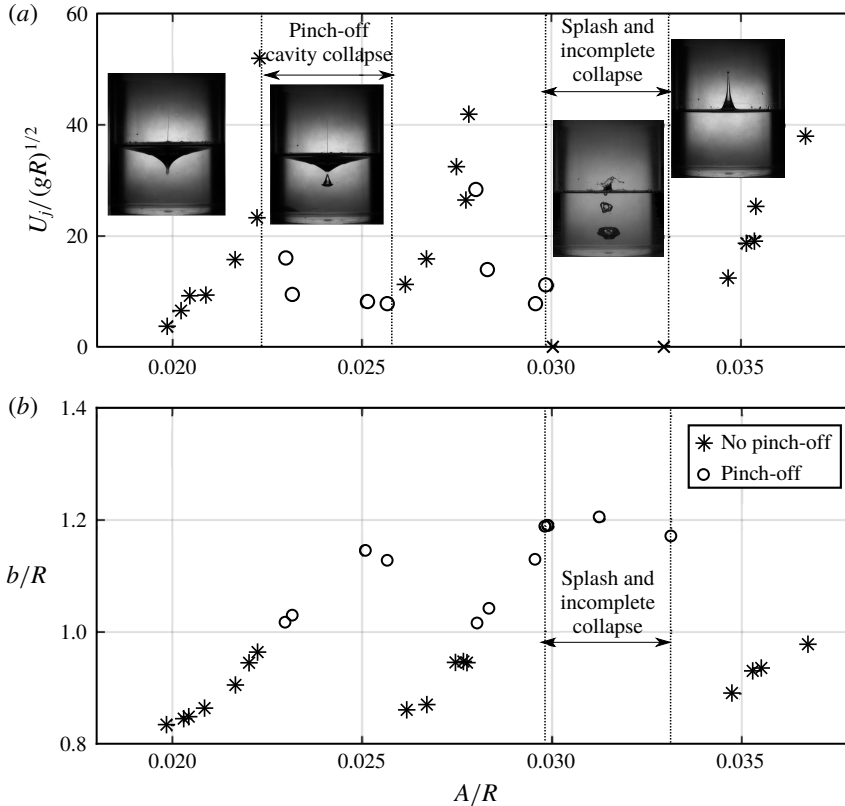 (a)
60
40
20
0
U_j/(gR)^{1/2}
Pinch-off
cavity collapse
Splash and
incomplete
collapse
0.020 0.025 0.030 0.035
(b)
1.4
1.2
1.0
0.8
b/R
No pinch-off
Pinch-off
Splash and
incomplete
collapse
0.020 0.025 0.030 0.035
A/R